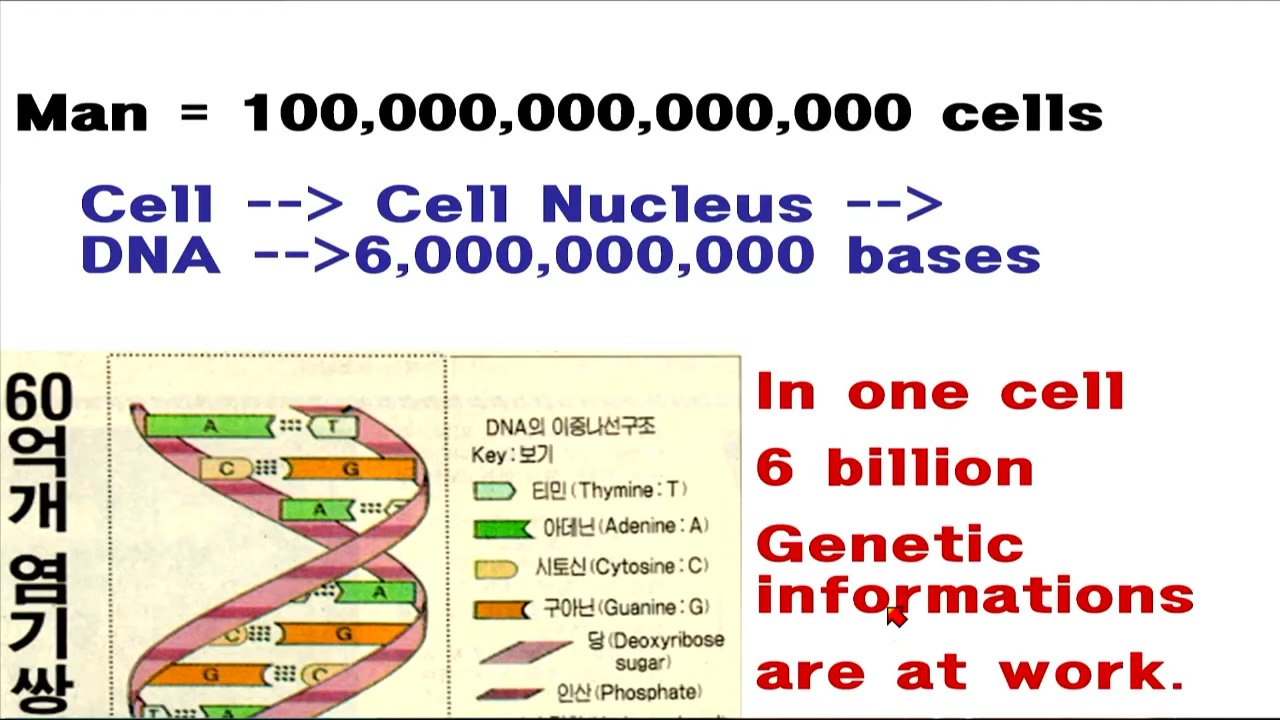 Man = 100,000,000,000,000 cells
Cell --> Cell Nucleus -->
DNA -->6,000,000,000 bases
60억개 염기쌍
A T
C G
A
A
C G
G C
T A
DNA의 이중나선구조
Key:보기
티민(Thymine:T)
아데닌(Adenine:A)
시토신(Cytosine:C)
구아닌(Guanine:G)
당(Deoxyribose
sugar)
인산(Phosphate)
In one cell
6 billion
Genetic
informations
are at work.